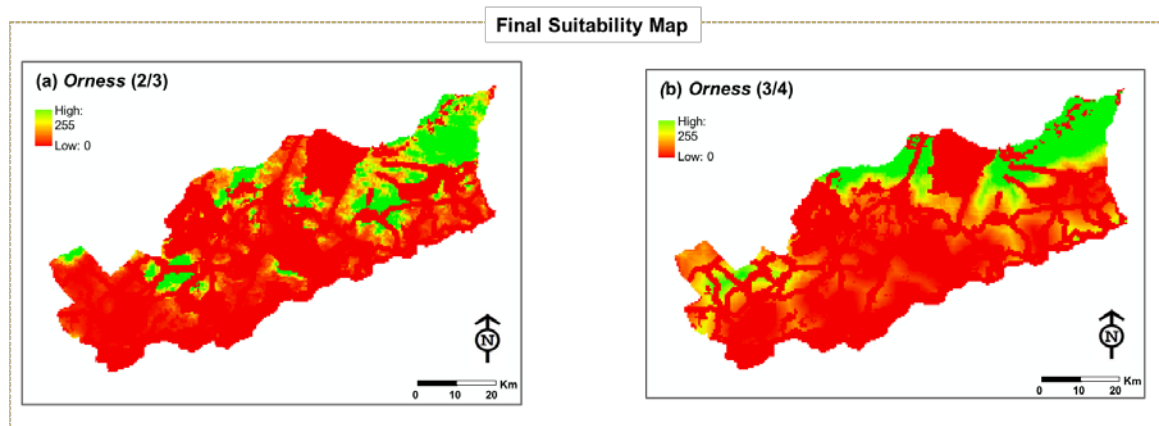 Final Suitability Map
(a) Orness (2/3)
High:
255
Low: 0
N
Km
0 10 20
(b) Orness (3/4)
High:
255
Low: 0
N
Km
0 10 20